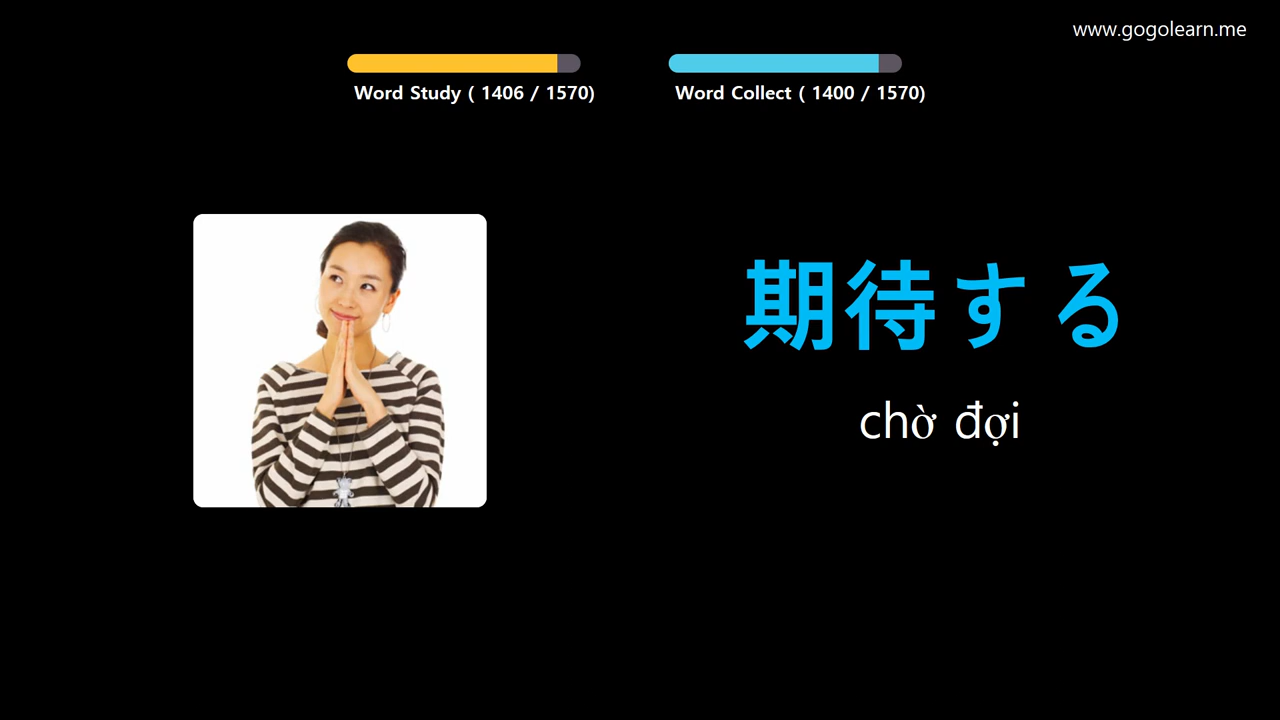 www.gogolearn.me
Word Study ( 1406 / 1570)
Word Collect ( 1400 / 1570)
期待する
chờ đợi